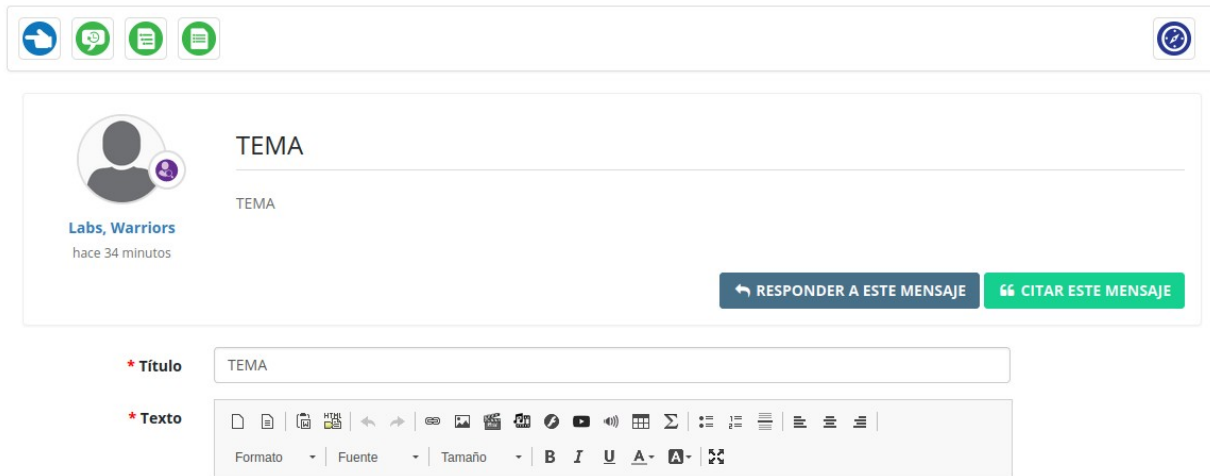 TEMA
TEMA
Labs, Warriors
hace 34 minutos
RESPONDER A ESTE MENSAJE
CITAR ESTE MENSAJE
* Título
TEMA
* Texto
HTML
Formato
Fuente
Tamaño
B I U A A